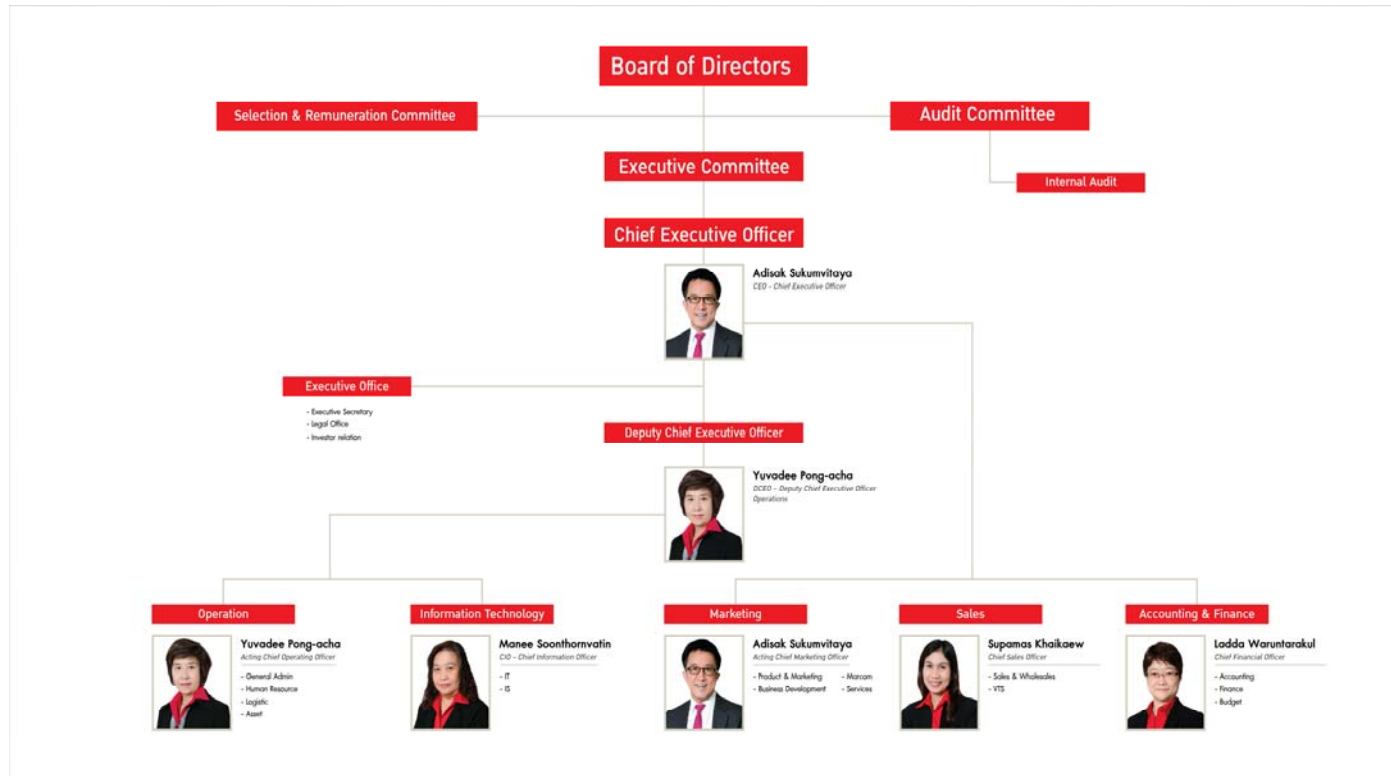 Board of Directors
Selection & Remuneration Committee
Audit Committee
Executive Committee
Internal Audit
Chief Executive Officer
Adisak Sukumvitaya
CEO - Chief Executive Officer
Executive Office
- Executive Secretary
- Legal Office
- Investor relation
Deputy Chief Executive Officer
Yuvadee Pong-acha
DCEO - Deputy Chief Executive Officer
Operations
Operation
Yuvadee Pong-acha
Acting Chief Operating Officer
- General Admin
- Human Resource
- Logistic
- Asset
Information Technology
Manee Soonthornvatin
CIO - Chief Information Officer
- IT
- IS
Marketing
Adisak Sukumvitaya
Acting Chief Marketing Officer
- Product & Marketing - Marcom
- Business Development - Services
Sales
Supamas Khaikaew
Chief Sales Officer
- Sales & Wholesales
- VTS
Accounting & Finance
Ladda Waruntarakul
Chief Financial Officer
- Accounting
- Finance
- Budget